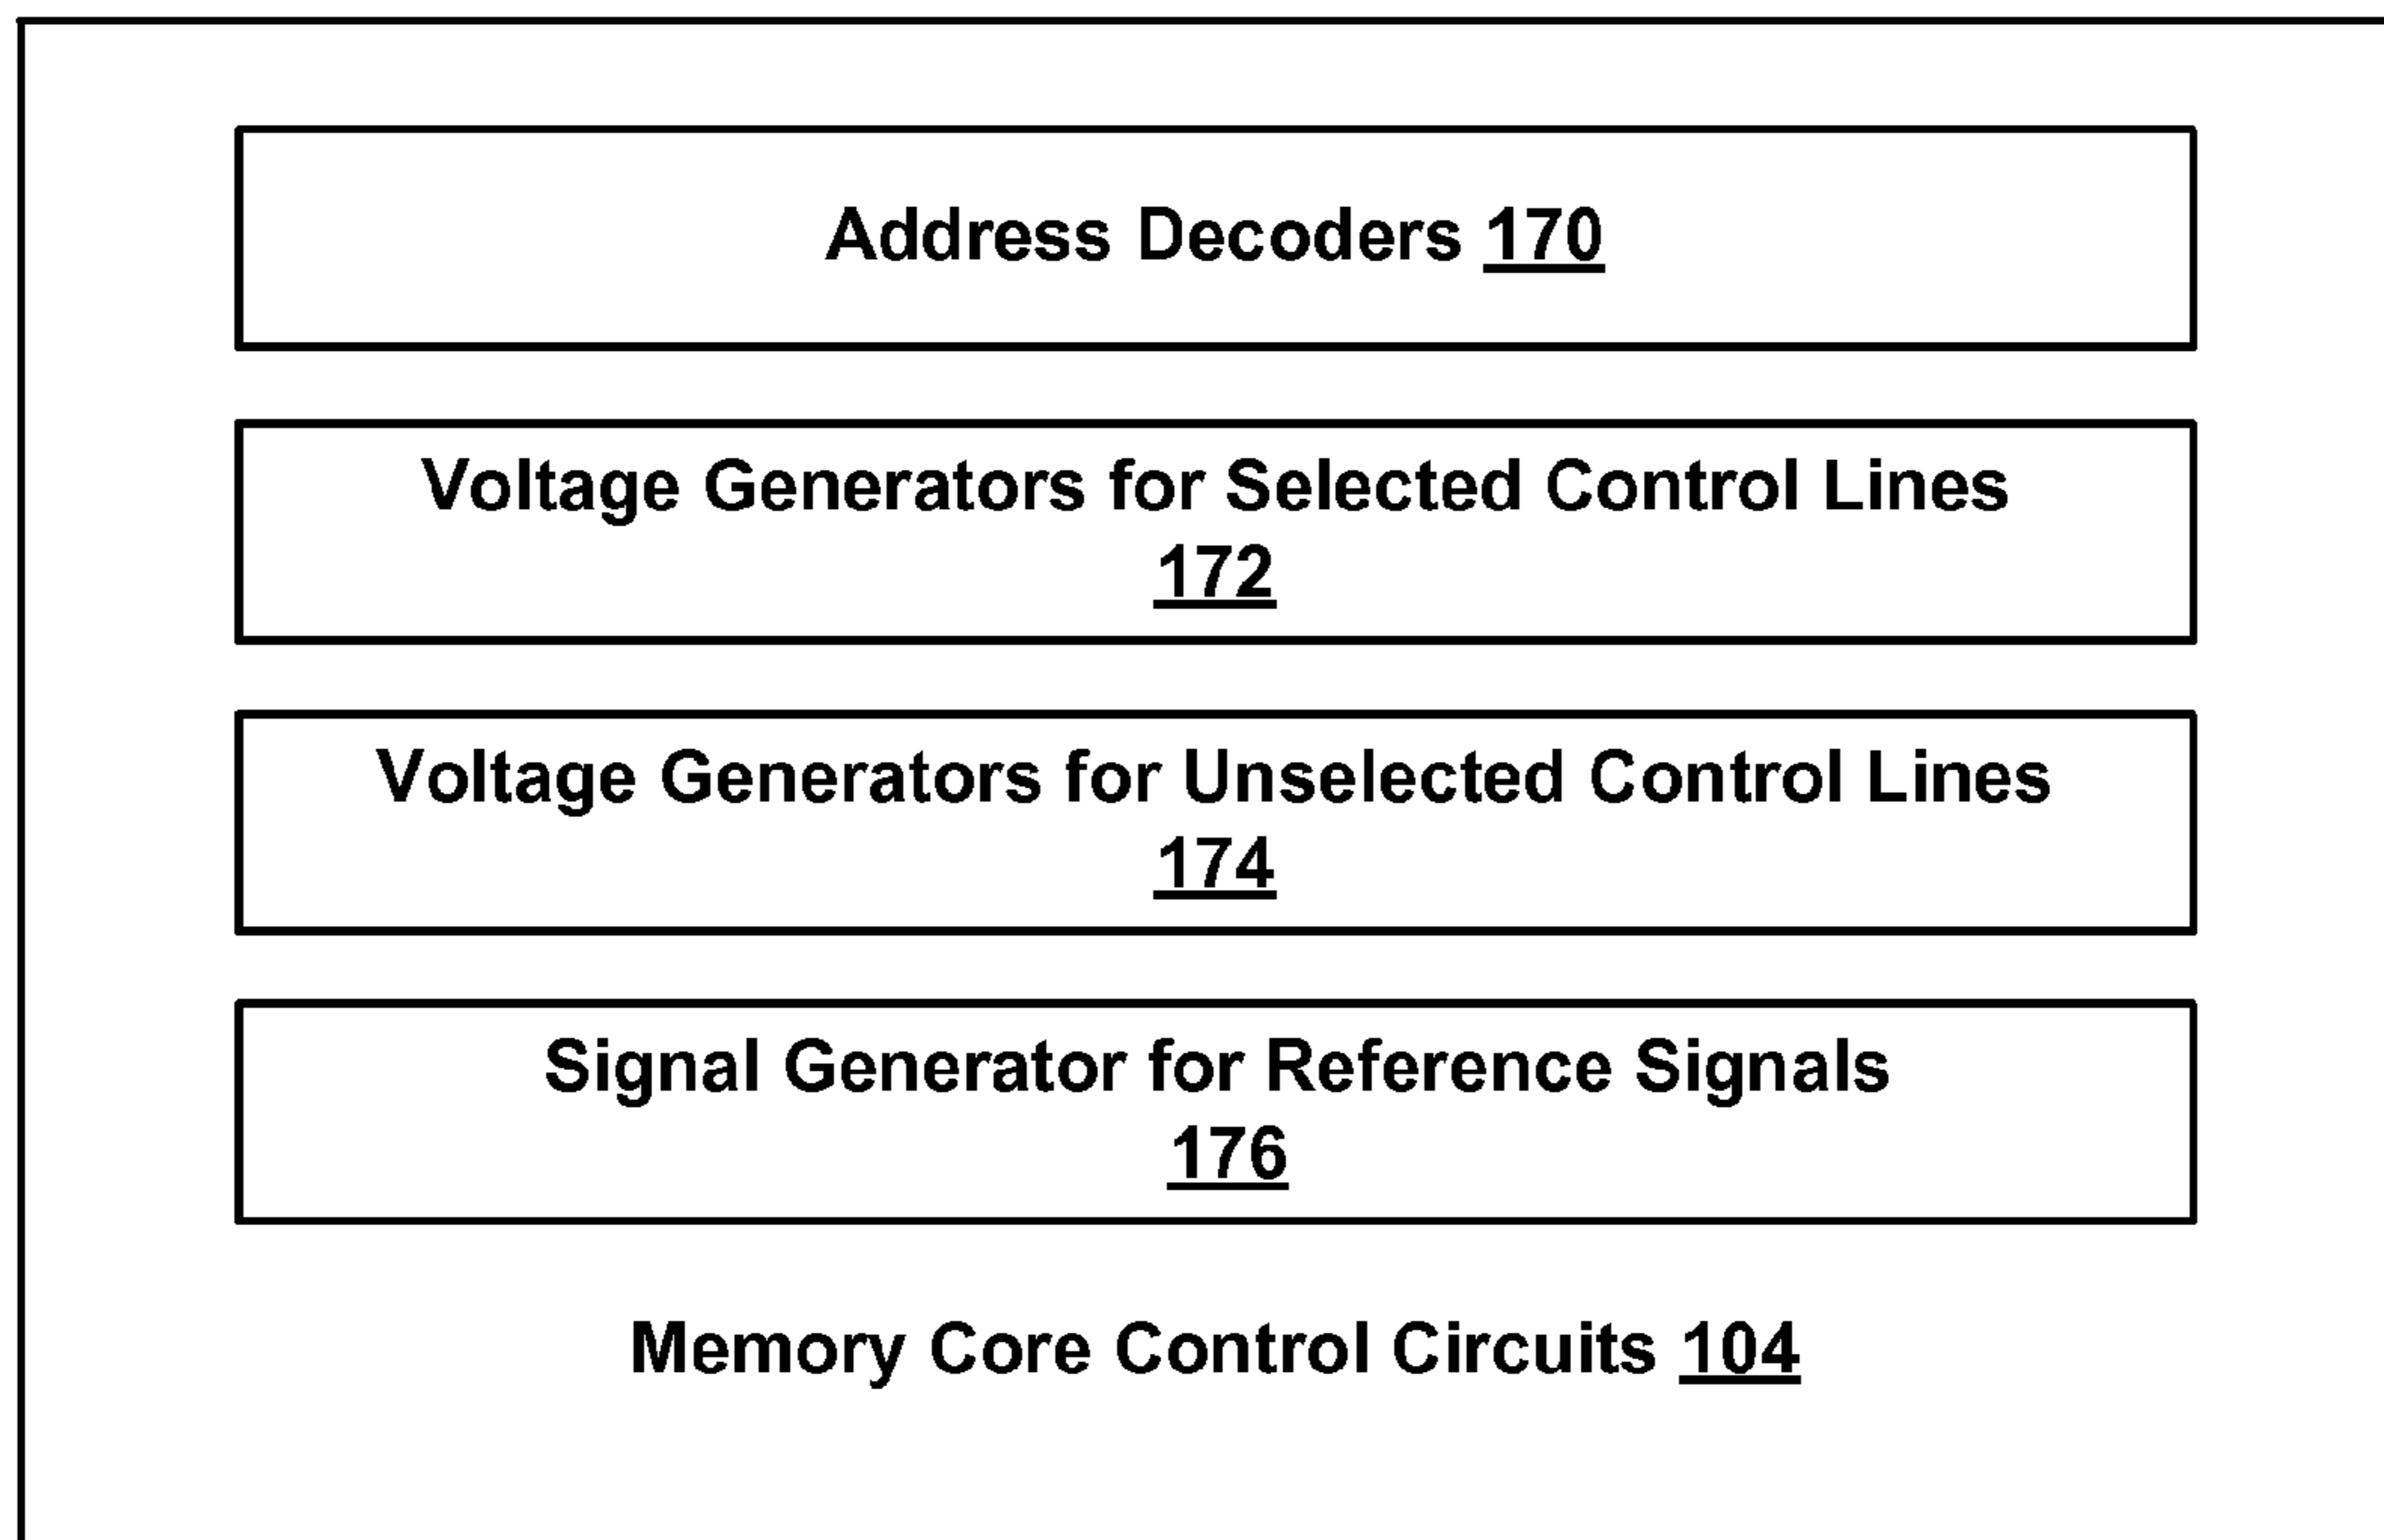 Address Decoders 170
Voltage Generators for Selected Control Lines
172
Voltage Generators for Unselected Control Lines
174
Signal Generator for Reference Signals
176
Memory Core Control Circuits 104